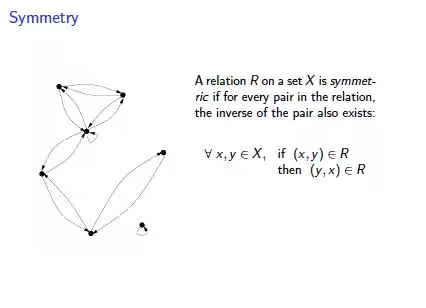 Symmetry
A relation R on a set X is symmet-
ric if for every pair in the relation,
the inverse of the pair also exists:
∀ x, y ∈ X, if (x, y) ∈ R
then (y, x) ∈ R